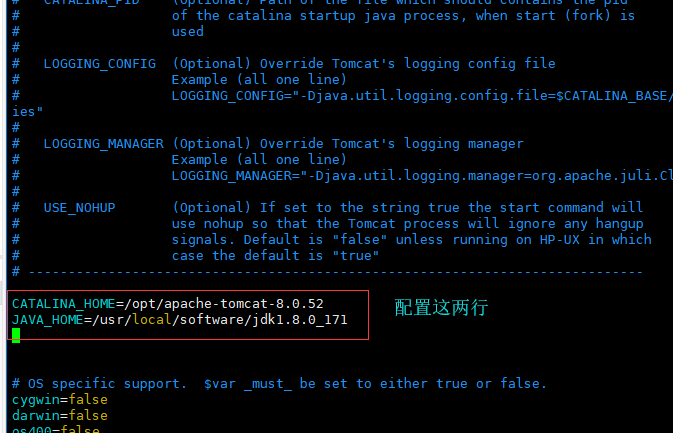 #   CATALINA_PID    (Optional) Path of the file which should contains the pid
#                   of the catalina startup java process, when start (fork) is
#                   used
#
#   LOGGING_CONFIG  (Optional) Override Tomcat's logging config file
#                   Example (all one line)
#                   LOGGING_CONFIG="-Djava.util.logging.config.file=$CATALINA_BASE/
ies"
#
#   LOGGING_MANAGER (Optional) Override Tomcat's logging manager
#                   Example (all one line)
#                   LOGGING_MANAGER="-Djava.util.logging.manager=org.apache.juli.Cl
#
#   USE_NOHUP       (Optional) If set to the string true the start command will
#                   use nohup so that the Tomcat process will ignore any hangup
#                   signals. Default is "false" unless running on HP-UX in which
#                   case the default is "true"
# -----------------------------------------------------------------------------
CATALINA_HOME=/opt/apache-tomcat-8.0.52
JAVA_HOME=/usr/local/software/jdk1.8.0_171
配置这两行
# OS specific support.  $var _must_ be set to either true or false.
cygwin=false
darwin=false
os400=false